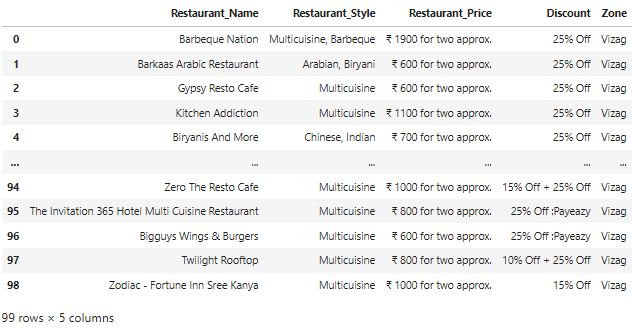 Restaurant_Name Restaurant_Style Restaurant_Price Discount Zone
0 Barbeque Nation Multicuisine, Barbeque ₹ 1900 for two approx. 25% Off Vizag
1 Barkaas Arabic Restaurant Arabian, Biryani ₹ 600 for two approx. 25% Off Vizag
2 Gypsy Resto Cafe Multicuisine ₹ 600 for two approx. 25% Off Vizag
3 Kitchen Addiction Multicuisine ₹ 1100 for two approx. 25% Off Vizag
4 Biryanis And More Chinese, Indian ₹ 700 for two approx. 25% Off Vizag
... ... ... ... ... ...
94 Zero The Resto Cafe Multicuisine ₹ 1000 for two approx. 15% Off + 25% Off Vizag
95 The Invitation 365 Hotel Multi Cuisine Restaurant Multicuisine ₹ 800 for two approx. 25% Off :Payeazy Vizag
96 Bigguys Wings & Burgers Multicuisine ₹ 600 for two approx. 25% Off :Payeazy Vizag
97 Twilight Rooftop Multicuisine ₹ 800 for two approx. 10% Off + 25% Off Vizag
98 Zodiac - Fortune Inn Sree Kanya Multicuisine ₹ 1000 for two approx. 15% Off Vizag
99 rows × 5 columns